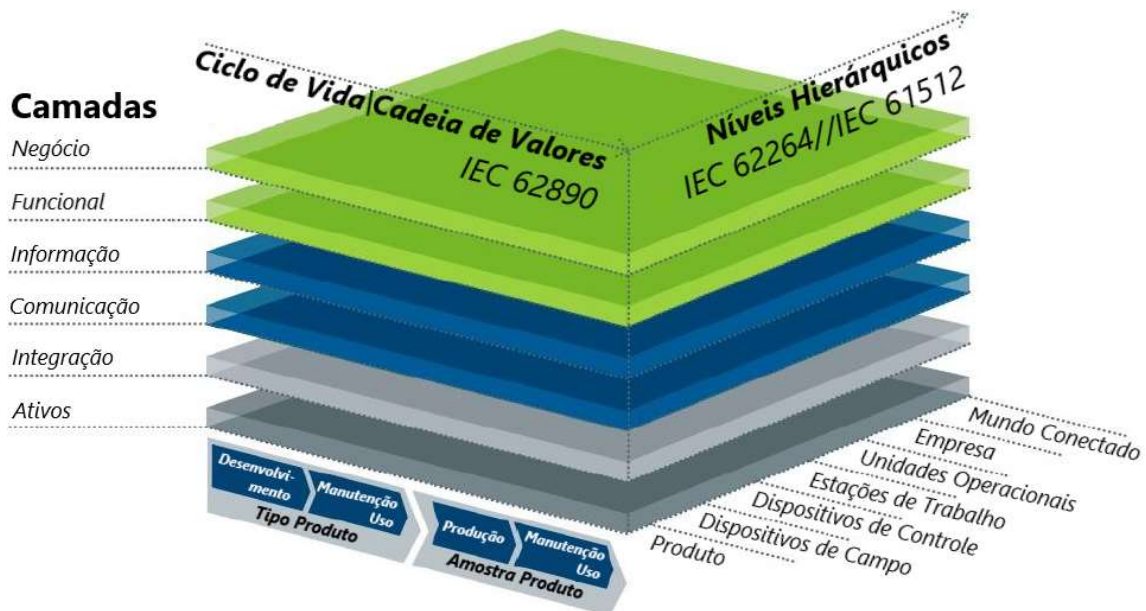 Ciclo de Vida|Cadeia de Valores
IEC 62890
Níveis Hierárquicos
IEC 62264//IEC 61512
Camadas
Negócio
Funcional
Informação
Comunicação
Integração
Ativos
Desenvolvi-
mento
Manutenção
Uso
Tipo Produto
Produção
Manutenção
Uso
Amostra Produto
Mundo Conectado
Empresa
Unidades Operacionais
Estações de Trabalho
Dispositivos de Controle
Dispositivos de Campo
Produto